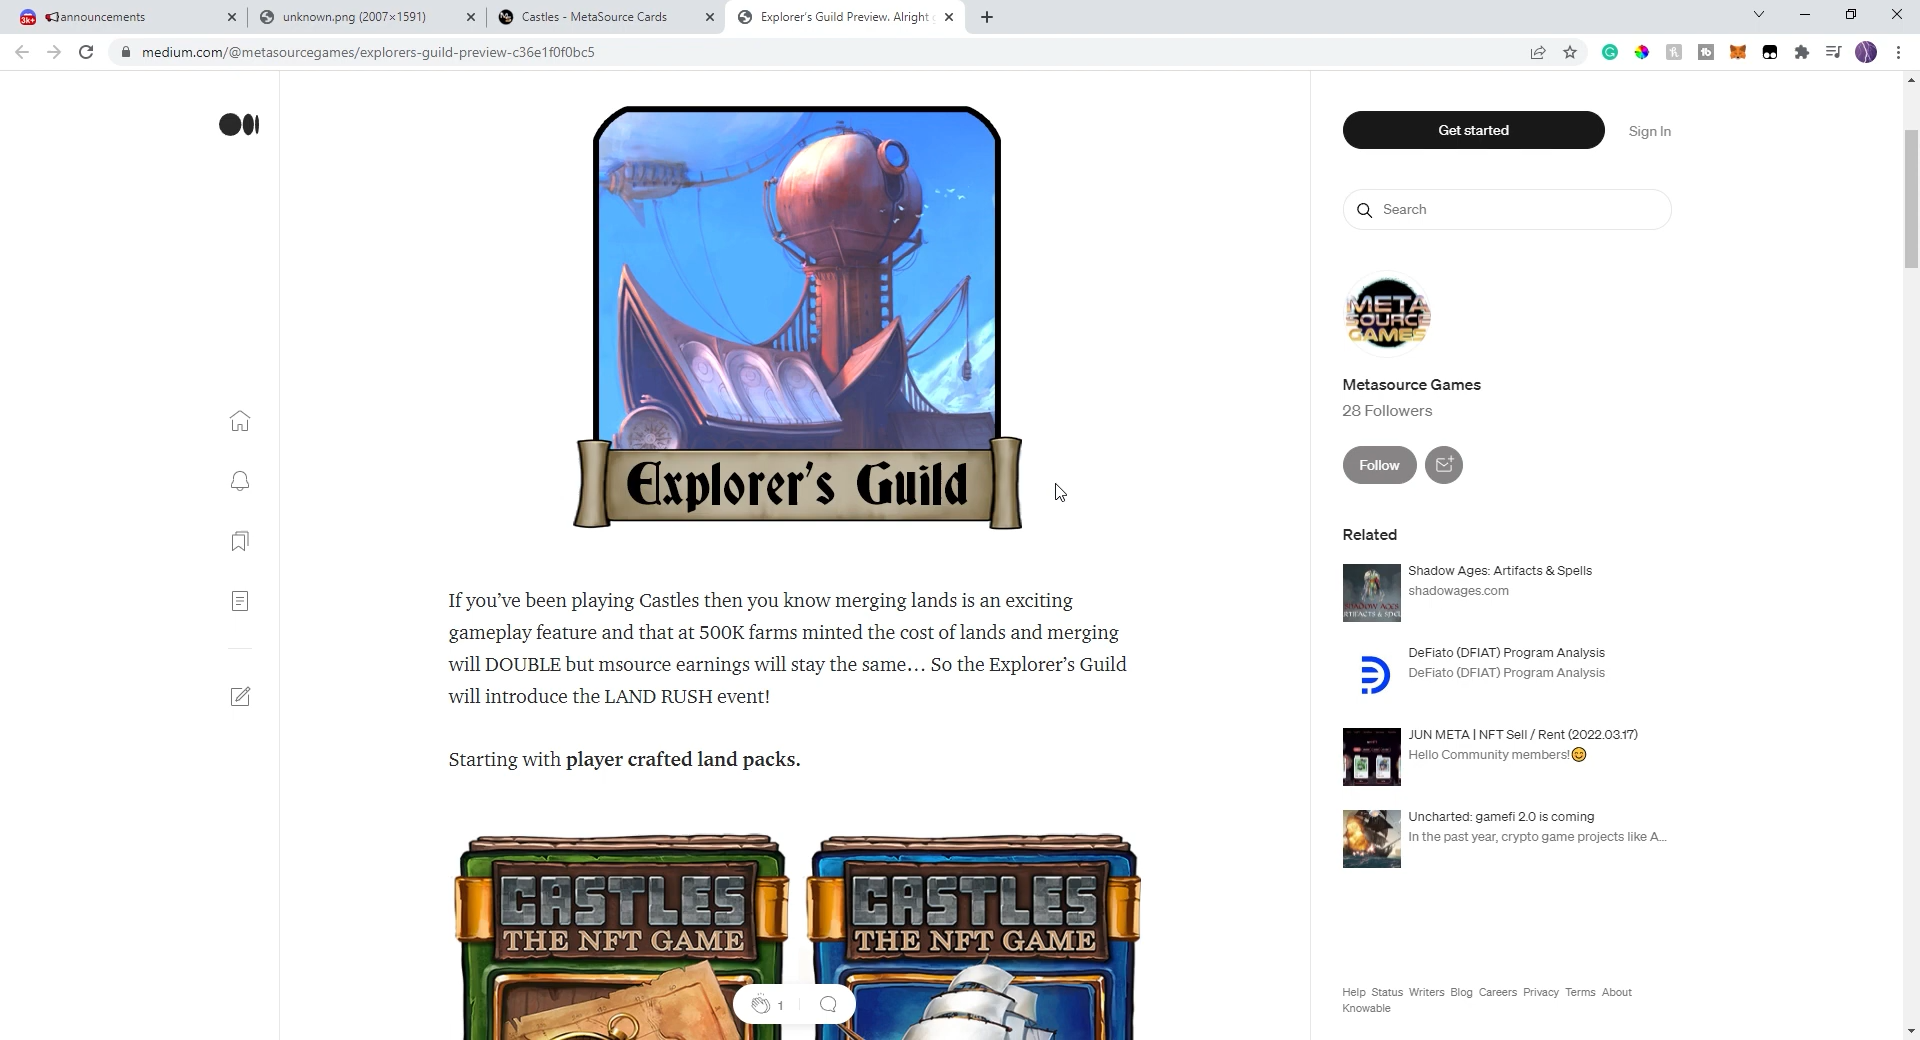 announcements
unknown.png (2007×1591)
Castles - MetaSource Cards
Explorer's Guild Preview. Alright
medium.com/@metasourcegames/explorers-guild-preview-c36e1f0f0bc5
Get started
Sign In
Search
META
SOURCE
GAMES
Metasource Games
28 Followers
Follow
Explorer's Guild
If you've been playing Castles then you know merging lands is an exciting
gameplay feature and that at 500K farms minted the cost of lands and merging
will DOUBLE but msource earnings will stay the same… So the Explorer's Guild
will introduce the LAND RUSH event!
Starting with player crafted land packs.
CASTLES
THE NFT GAME
CASTLES
THE NFT GAME
1
Related
Shadow Ages: Artifacts & Spells
shadowages.com
SHADOW AGES
DeFiato (DFIAT) Program Analysis
DeFiato (DFIAT) Program Analysis
JUN META | NFT Sell / Rent (2022.03.17)
Hello Community members!😊
Uncharted: gamefi 2.0 is coming
In the past year, crypto game projects like A...
Help Status Writers Blog Careers Privacy Terms About
Knowable